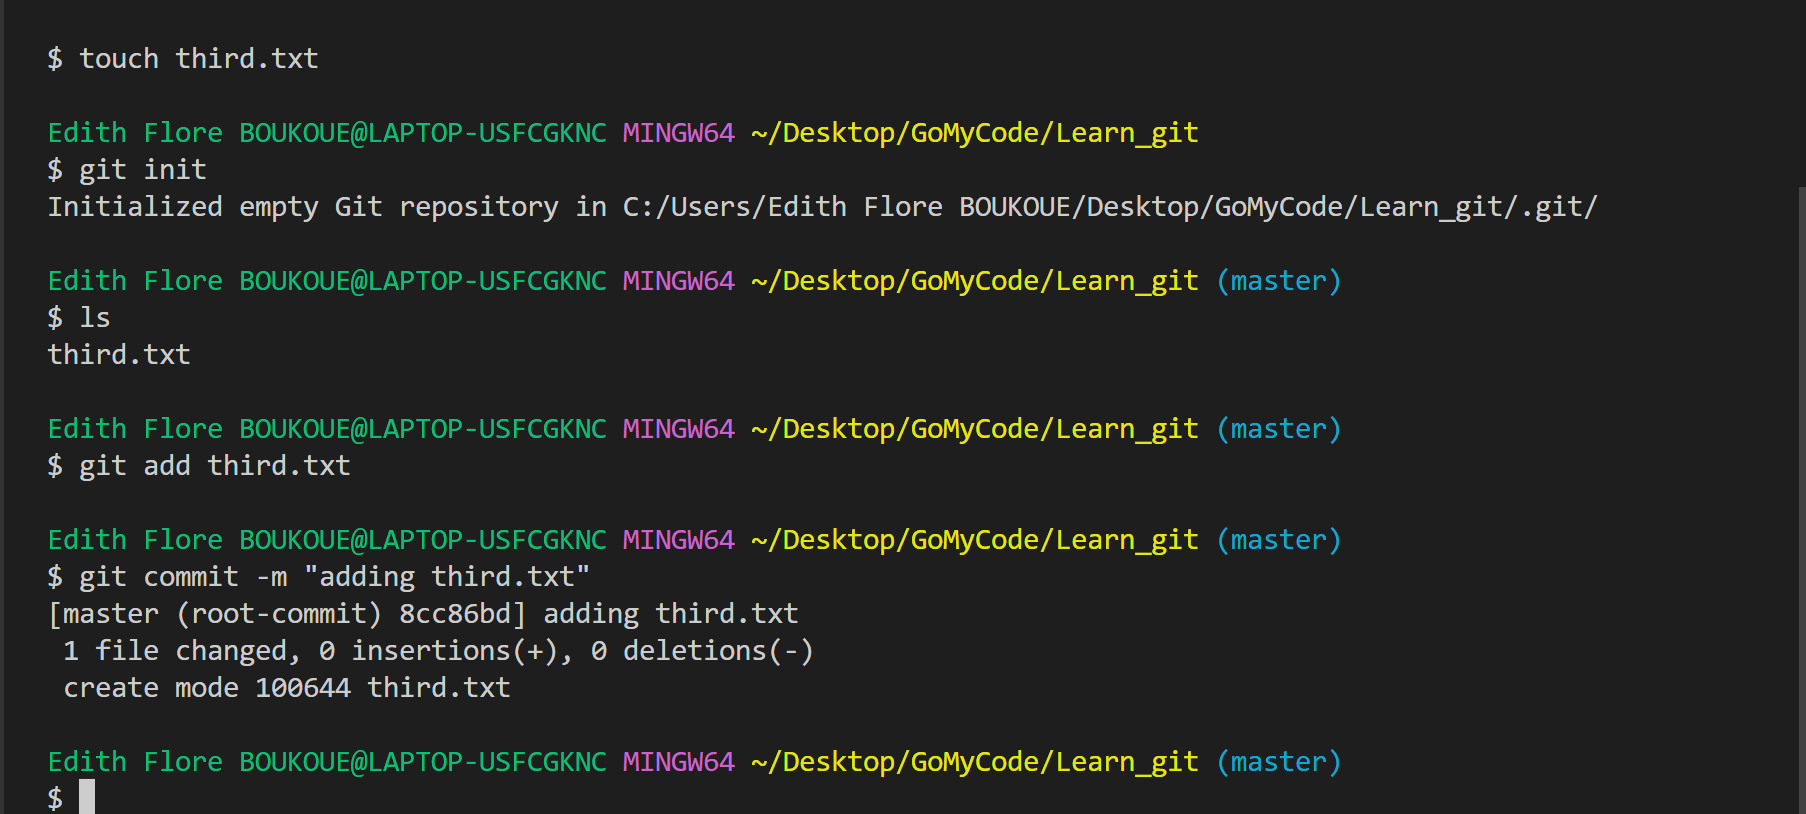 $ touch third.txt
Edith Flore BOUKOUE@LAPTOP-USFCGKNC MINGW64 ~/Desktop/GoMyCode/Learn_git
$ git init
Initialized empty Git repository in C:/Users/Edith Flore BOUKOUE/Desktop/GoMyCode/Learn_git/.git/
Edith Flore BOUKOUE@LAPTOP-USFCGKNC MINGW64 ~/Desktop/GoMyCode/Learn_git (master)
$ ls
third.txt
Edith Flore BOUKOUE@LAPTOP-USFCGKNC MINGW64 ~/Desktop/GoMyCode/Learn_git (master)
$ git add third.txt
Edith Flore BOUKOUE@LAPTOP-USFCGKNC MINGW64 ~/Desktop/GoMyCode/Learn_git (master)
$ git commit -m "adding third.txt"
[master (root-commit) 8cc86bd] adding third.txt
1 file changed, 0 insertions(+), 0 deletions(-)
create mode 100644 third.txt
Edith Flore BOUKOUE@LAPTOP-USFCGKNC MINGW64 ~/Desktop/GoMyCode/Learn_git (master)
$